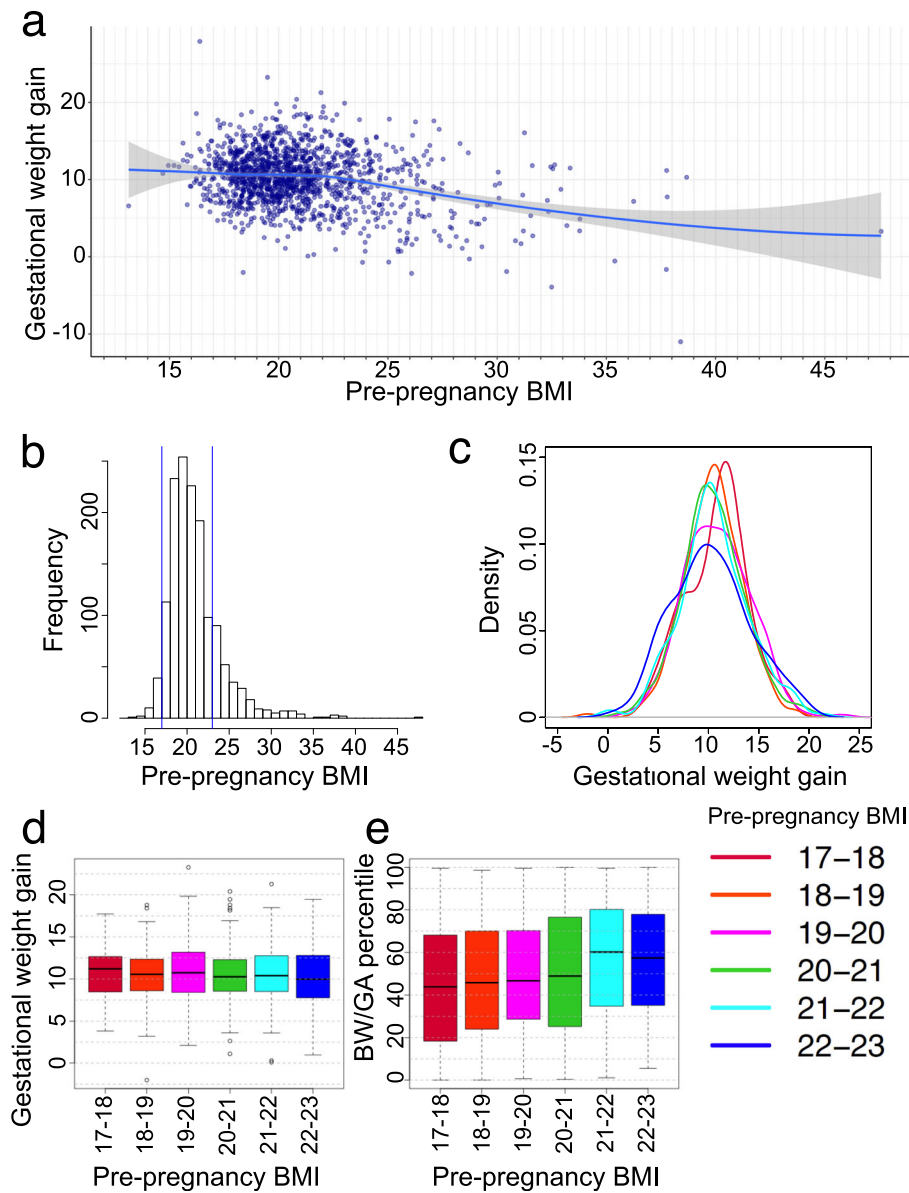 a
Gestational weight gain
20
10
0
-10
15 20 25 30 35 40 45
Pre-pregnancy BMI
b
Frequency
200
100
0
15 20 25 30 35 40 45
Pre-pregnancy BMI
c
Density
0.15
0.10
0.05
0
-5 0 5 10 15 20 25
Gestational weight gain
d
Gestational weight gain
20
15
10
5
0
17-18 18-19 19-20 20-21 21-22 22-23
Pre-pregnancy BMI
e
BW/GA percentile
100
80
60
40
20
0
17-18 18-19 19-20 20-21 21-22 22-23
Pre-pregnancy BMI
Pre-pregnancy BMI
17–18
18–19
19–20
20–21
21–22
22–23